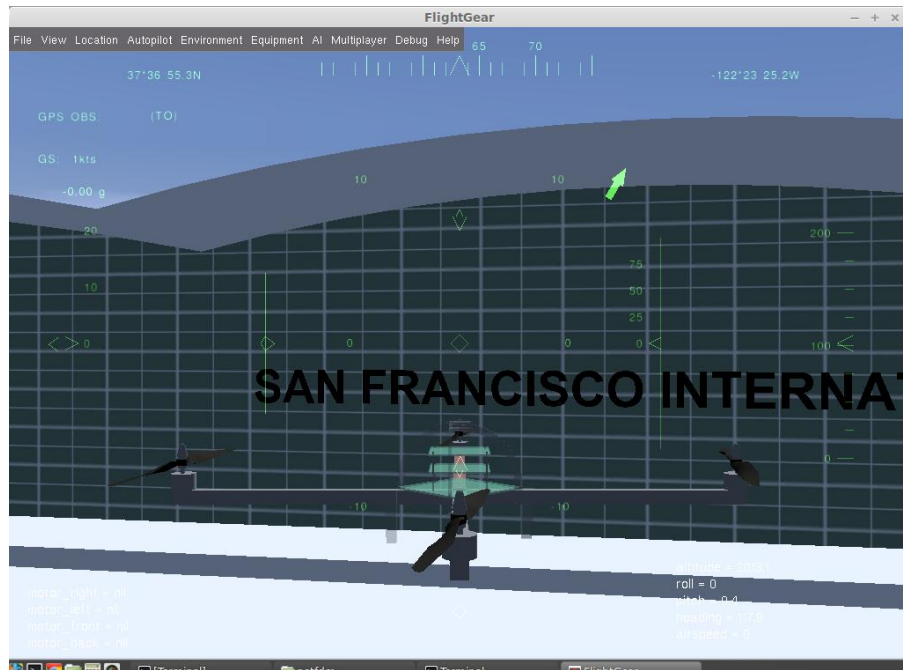 FlightGear
File View Location Autopilot Environment Equipment AI Multiplayer Debug Help
65 70
37°36 55.3N
-122°23 25.2W
GPS OBS: (TO)
GS: 1kts
-0.00 g
10 10
20
200
75
10
50
25
0 0 0 0
100
SAN FRANCISCO INTERNAT
0
-10 -10
roll = 0
motor_right = nil
motor_left = nil
motor_front = nil
motor_back = nil
airspeed = 0
[Terminal] Terminal FlightGear